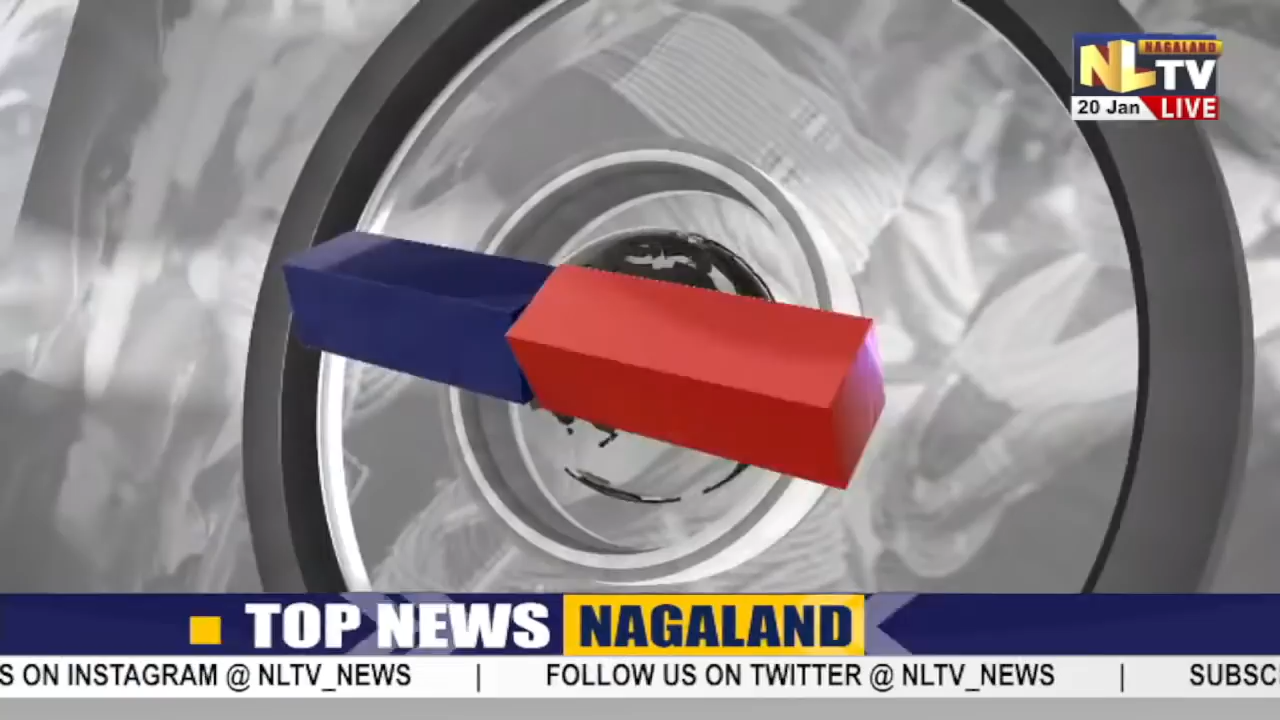 NAGALAND
NLTV
20 Jan LIVE
TOP NEWS NAGALAND
S ON INSTAGRAM @ NLTV_NEWS | FOLLOW US ON TWITTER @ NLTV_NEWS | SUBSC